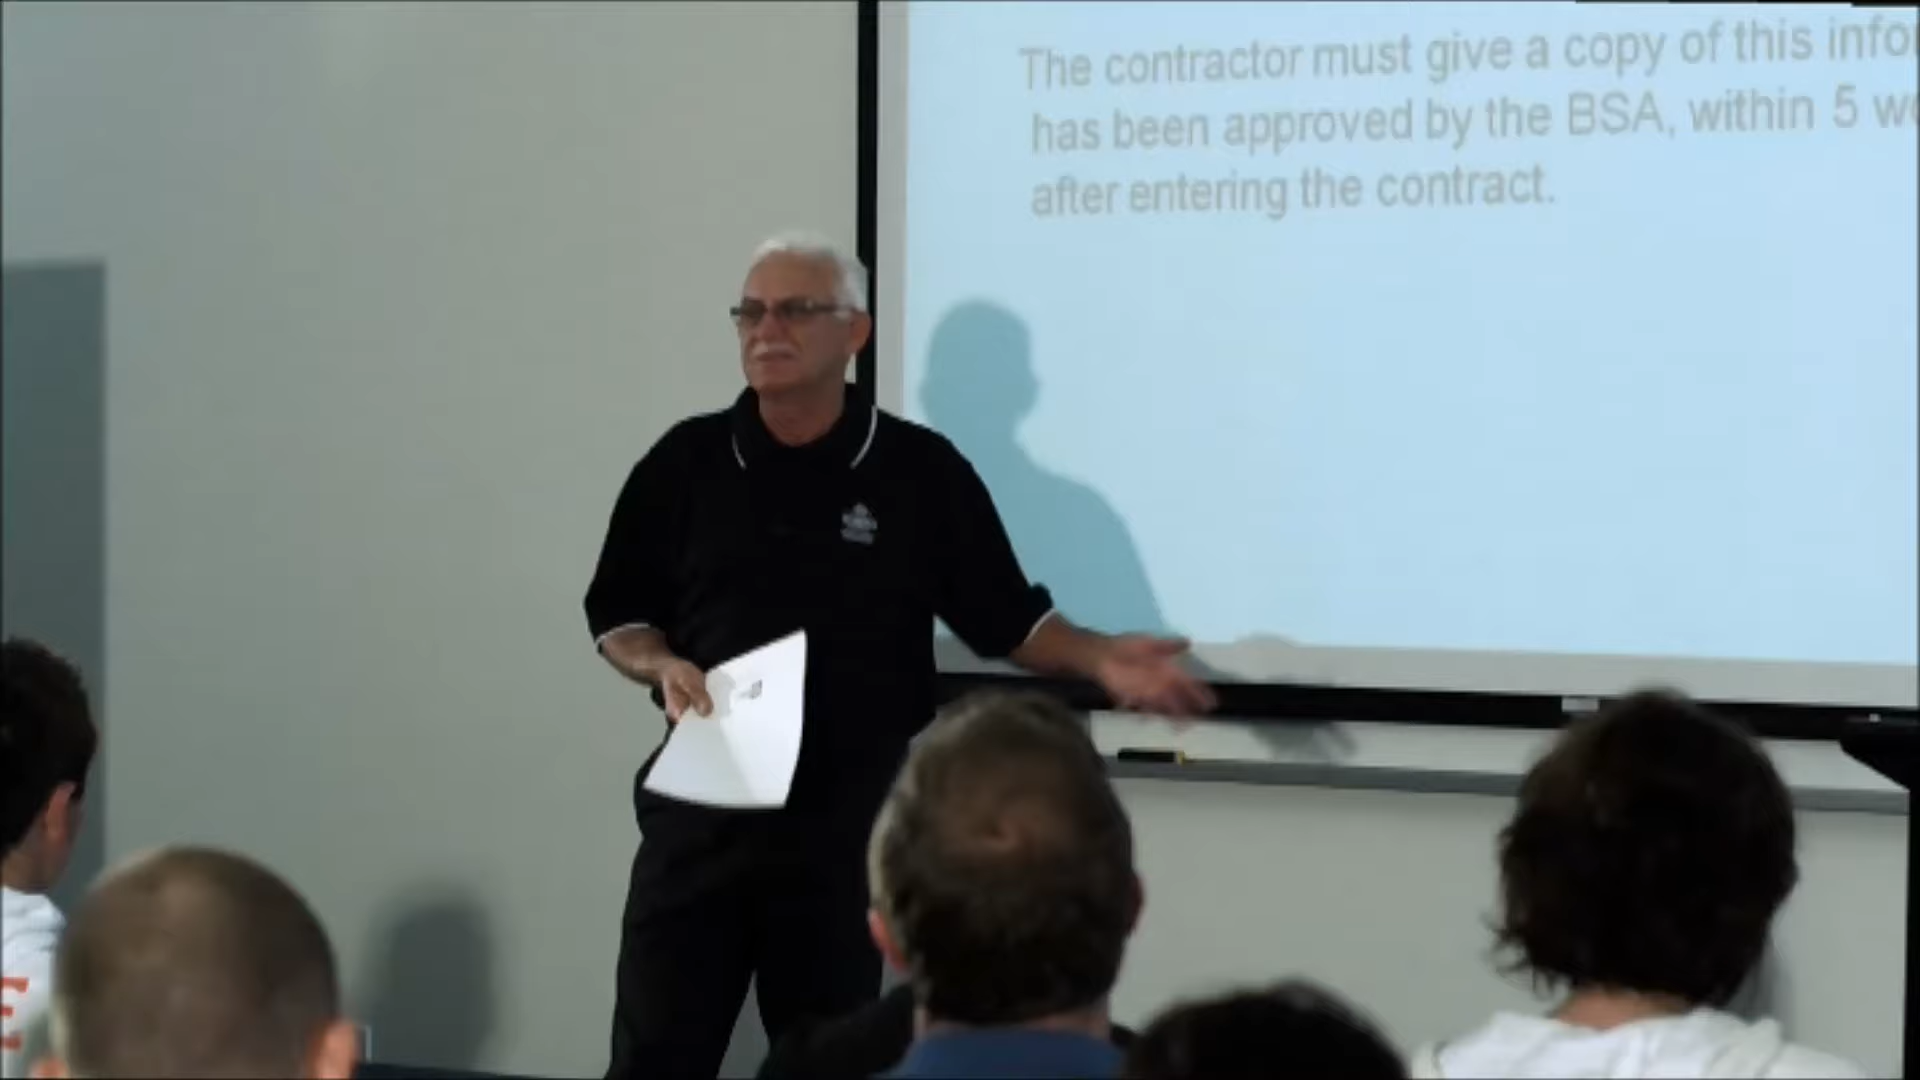 The contractor must give a copy of this info
has been approved by the BSA, within 5 w
after entering the contract.